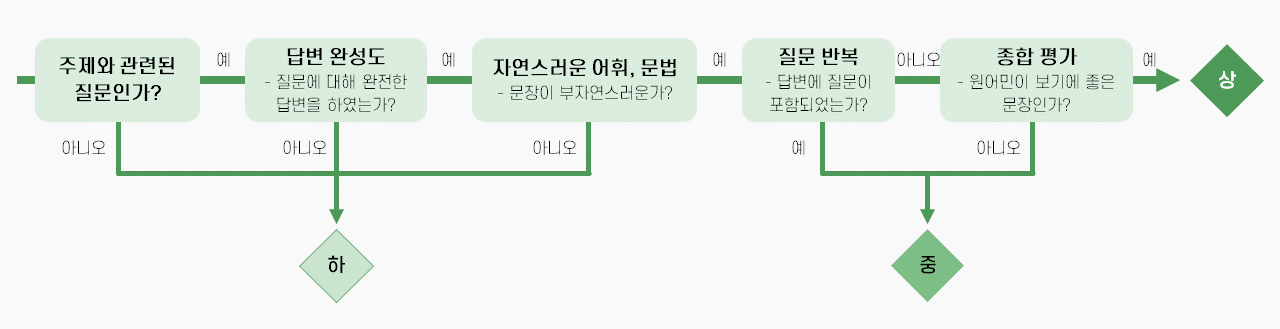 주제와 관련된
질문인가?
예
아니오
답변 완성도
- 질문에 대해 완전한
답변을 하였는가?
예
아니오
자연스러운 어휘, 문법
- 문장이 부자연스러운가?
예
아니오
질문 반복
- 답변에 질문이
포함되었는가?
아니오
예
종합 평가
- 원어민이 보기에 좋은
문장인가?
예
아니오
상
하
중